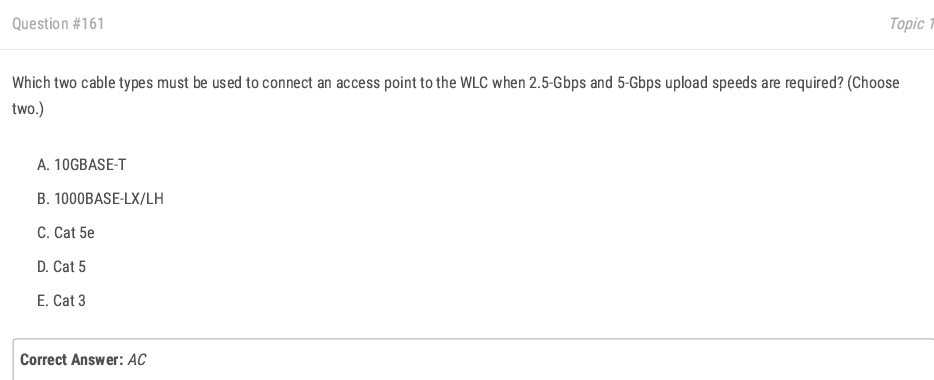 Question #161
Topic 1
Which two cable types must be used to connect an access point to the WLC when 2.5-Gbps and 5-Gbps upload speeds are required? (Choose
two.)
A. 10GBASE-T
B. 1000BASE-LX/LH
C. Cat 5e
D. Cat 5
E. Cat 3
Correct Answer: AC